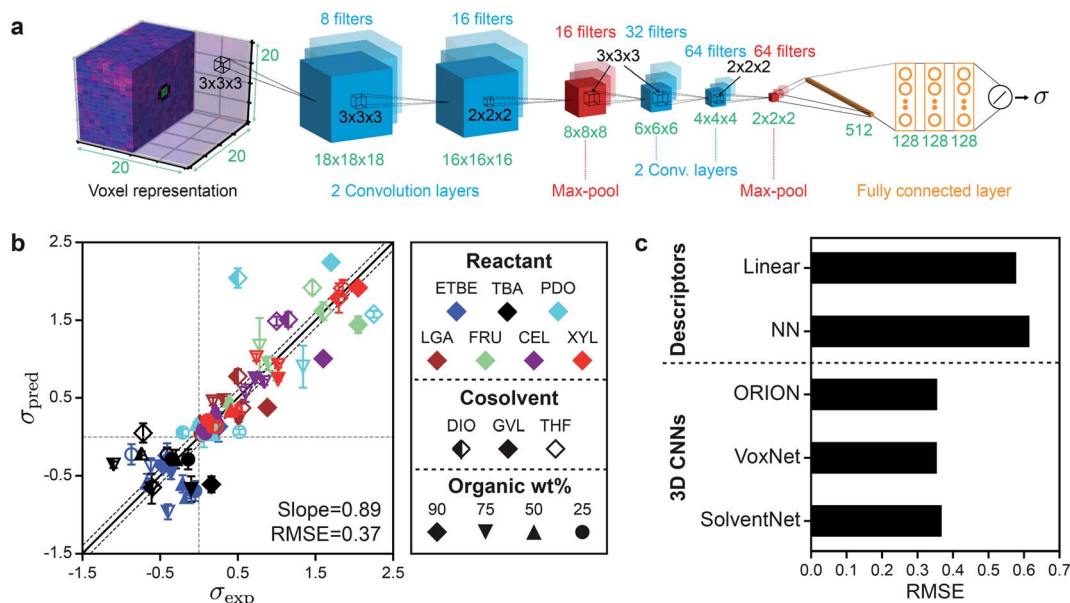 a
8 filters
16 filters
16 filters
32 filters
64 filters
64 filters
20
3x3x3
3x3x3
2x2x2
3x3x3
2x2x2
20
20
18x18x18
16x16x16
8x8x8
6x6x6
4x4x4
2x2x2
512
128 128 128
σ
Voxel representation
2 Convolution layers
Max-pool
2 Conv. layers
Max-pool
Fully connected layer
b
2.5
1.5
0.5
-0.5
-1.5
σpred
-1.5 -0.5 0.5 1.5 2.5
σexp
Slope=0.89
RMSE=0.37
Reactant
ETBE TBA PDO
LGA FRU CEL XYL
Cosolvent
DIO GVL THF
Organic wt%
90 75 50 25
c
Descriptors
Linear
NN
3D CNNs
ORION
VoxNet
SolventNet
0.0 0.1 0.2 0.3 0.4 0.5 0.6 0.7
RMSE